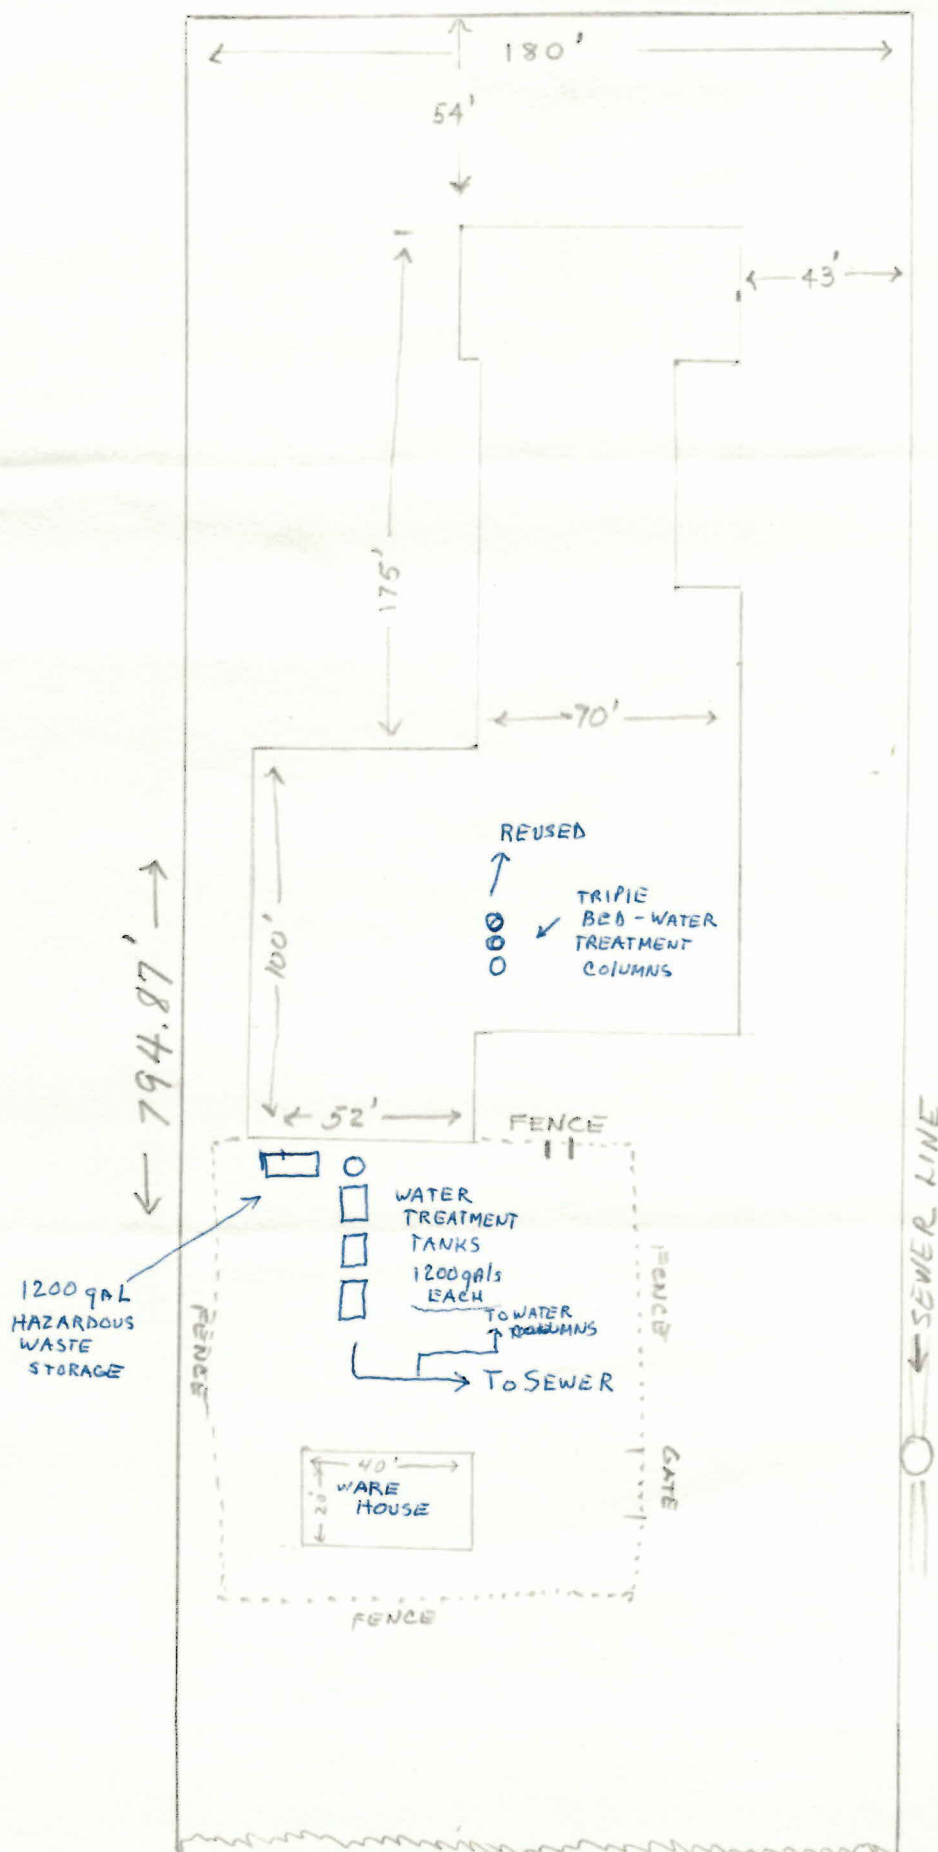 180'
54'
43'
175'
70'
REUSED
TRIPLE
BED - WATER
TREATMENT
COLUMNS
100'
794.87'
52'
FENCE
SEWER LINE
WATER
TREATMENT
TANKS
1200 gals
EACH
TO WATER
COLUMNS
TO SEWER
1200 gAL
HAZARDOUS
WASTE
STORAGE
FENCE
FENCE
GATE
40'
20'
WARE
HOUSE
FENCE